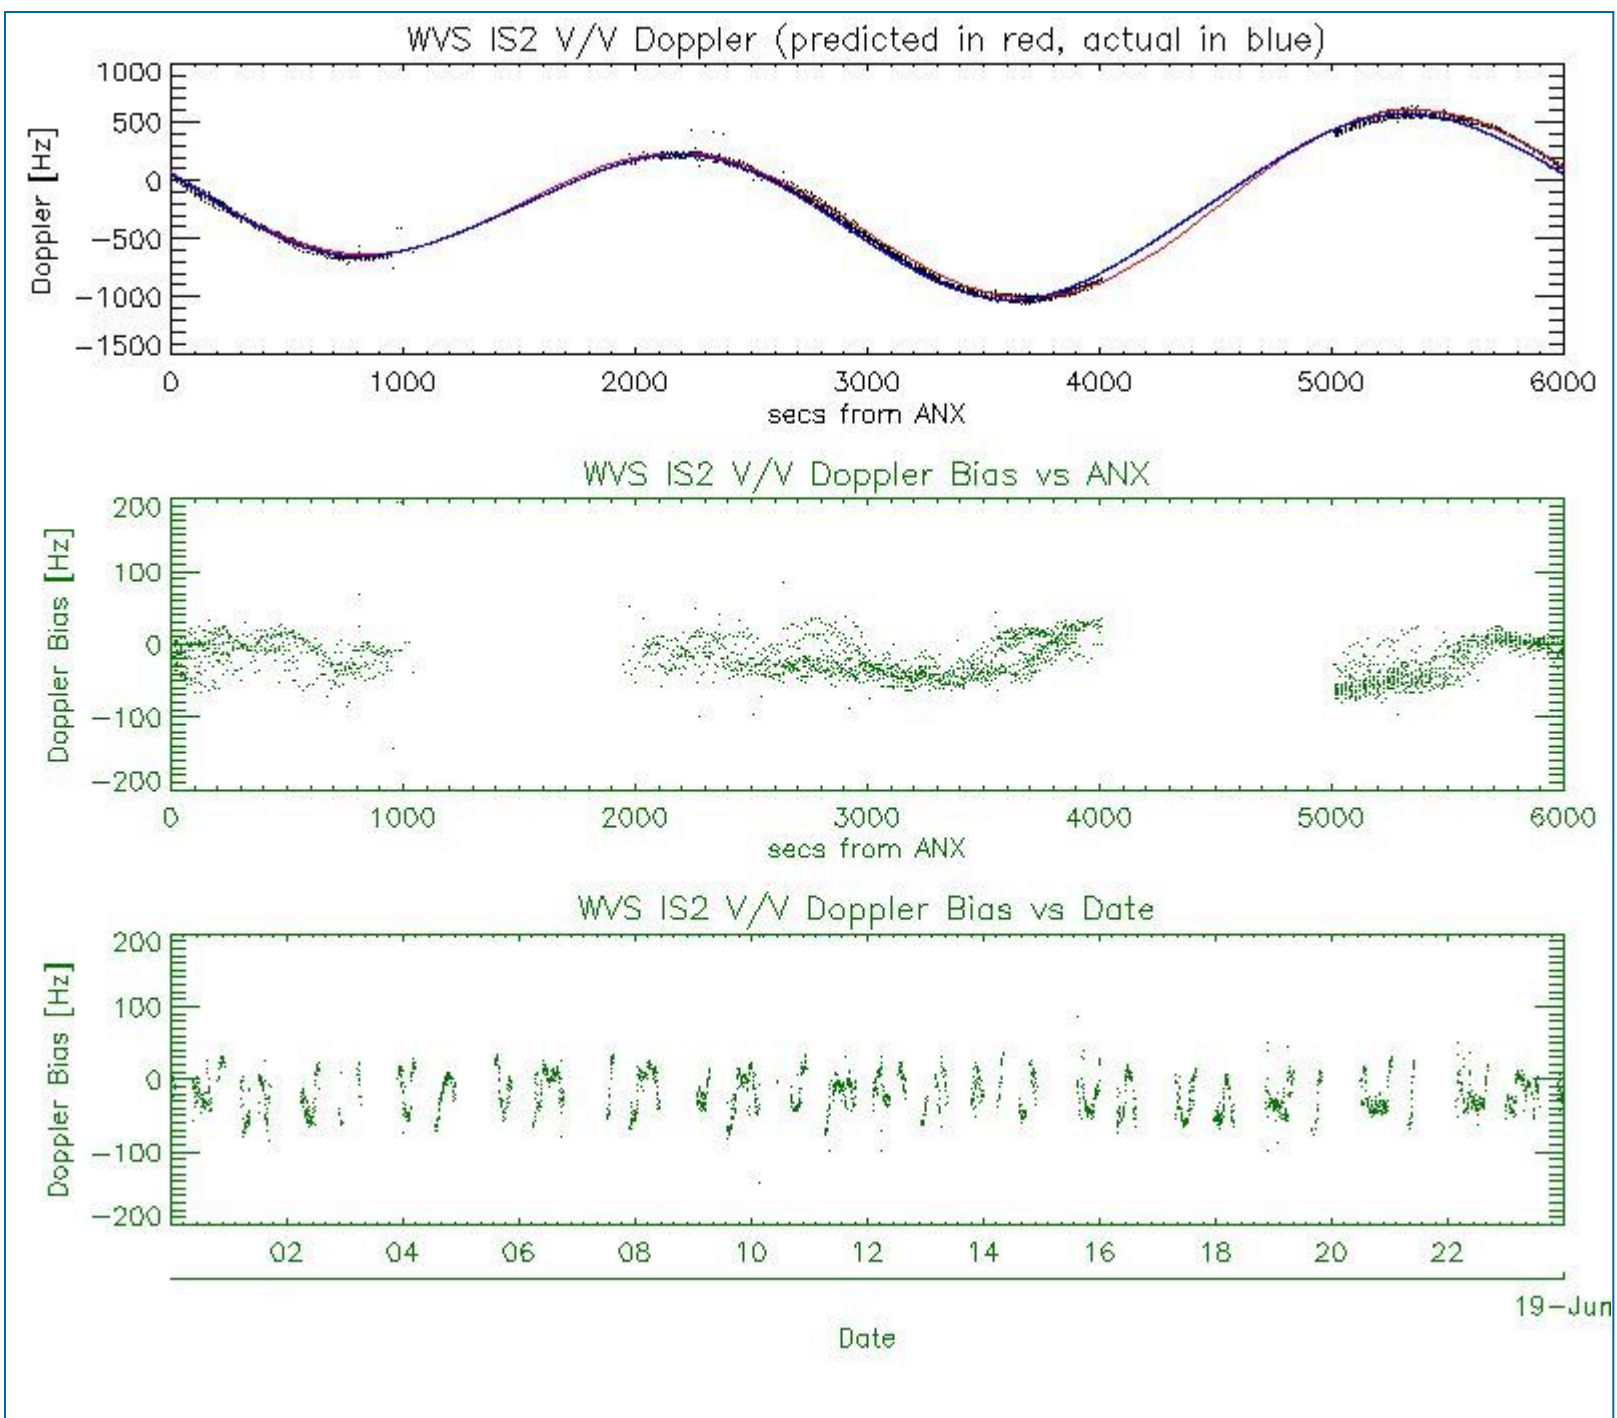 WVS IS2 V/V Doppler (predicted in red, actual in blue)
Doppler [Hz]
1000
500
0
−500
−1000
−1500
0 1000 2000 3000 4000 5000 6000
secs from ANX
WVS IS2 V/V Doppler Bias vs ANX
Doppler Bias [Hz]
200
100
0
−100
−200
0 1000 2000 3000 4000 5000 6000
secs from ANX
WVS IS2 V/V Doppler Bias vs Date
Doppler Bias [Hz]
200
100
0
−100
−200
02 04 06 08 10 12 14 16 18 20 22
19−Jun
Date